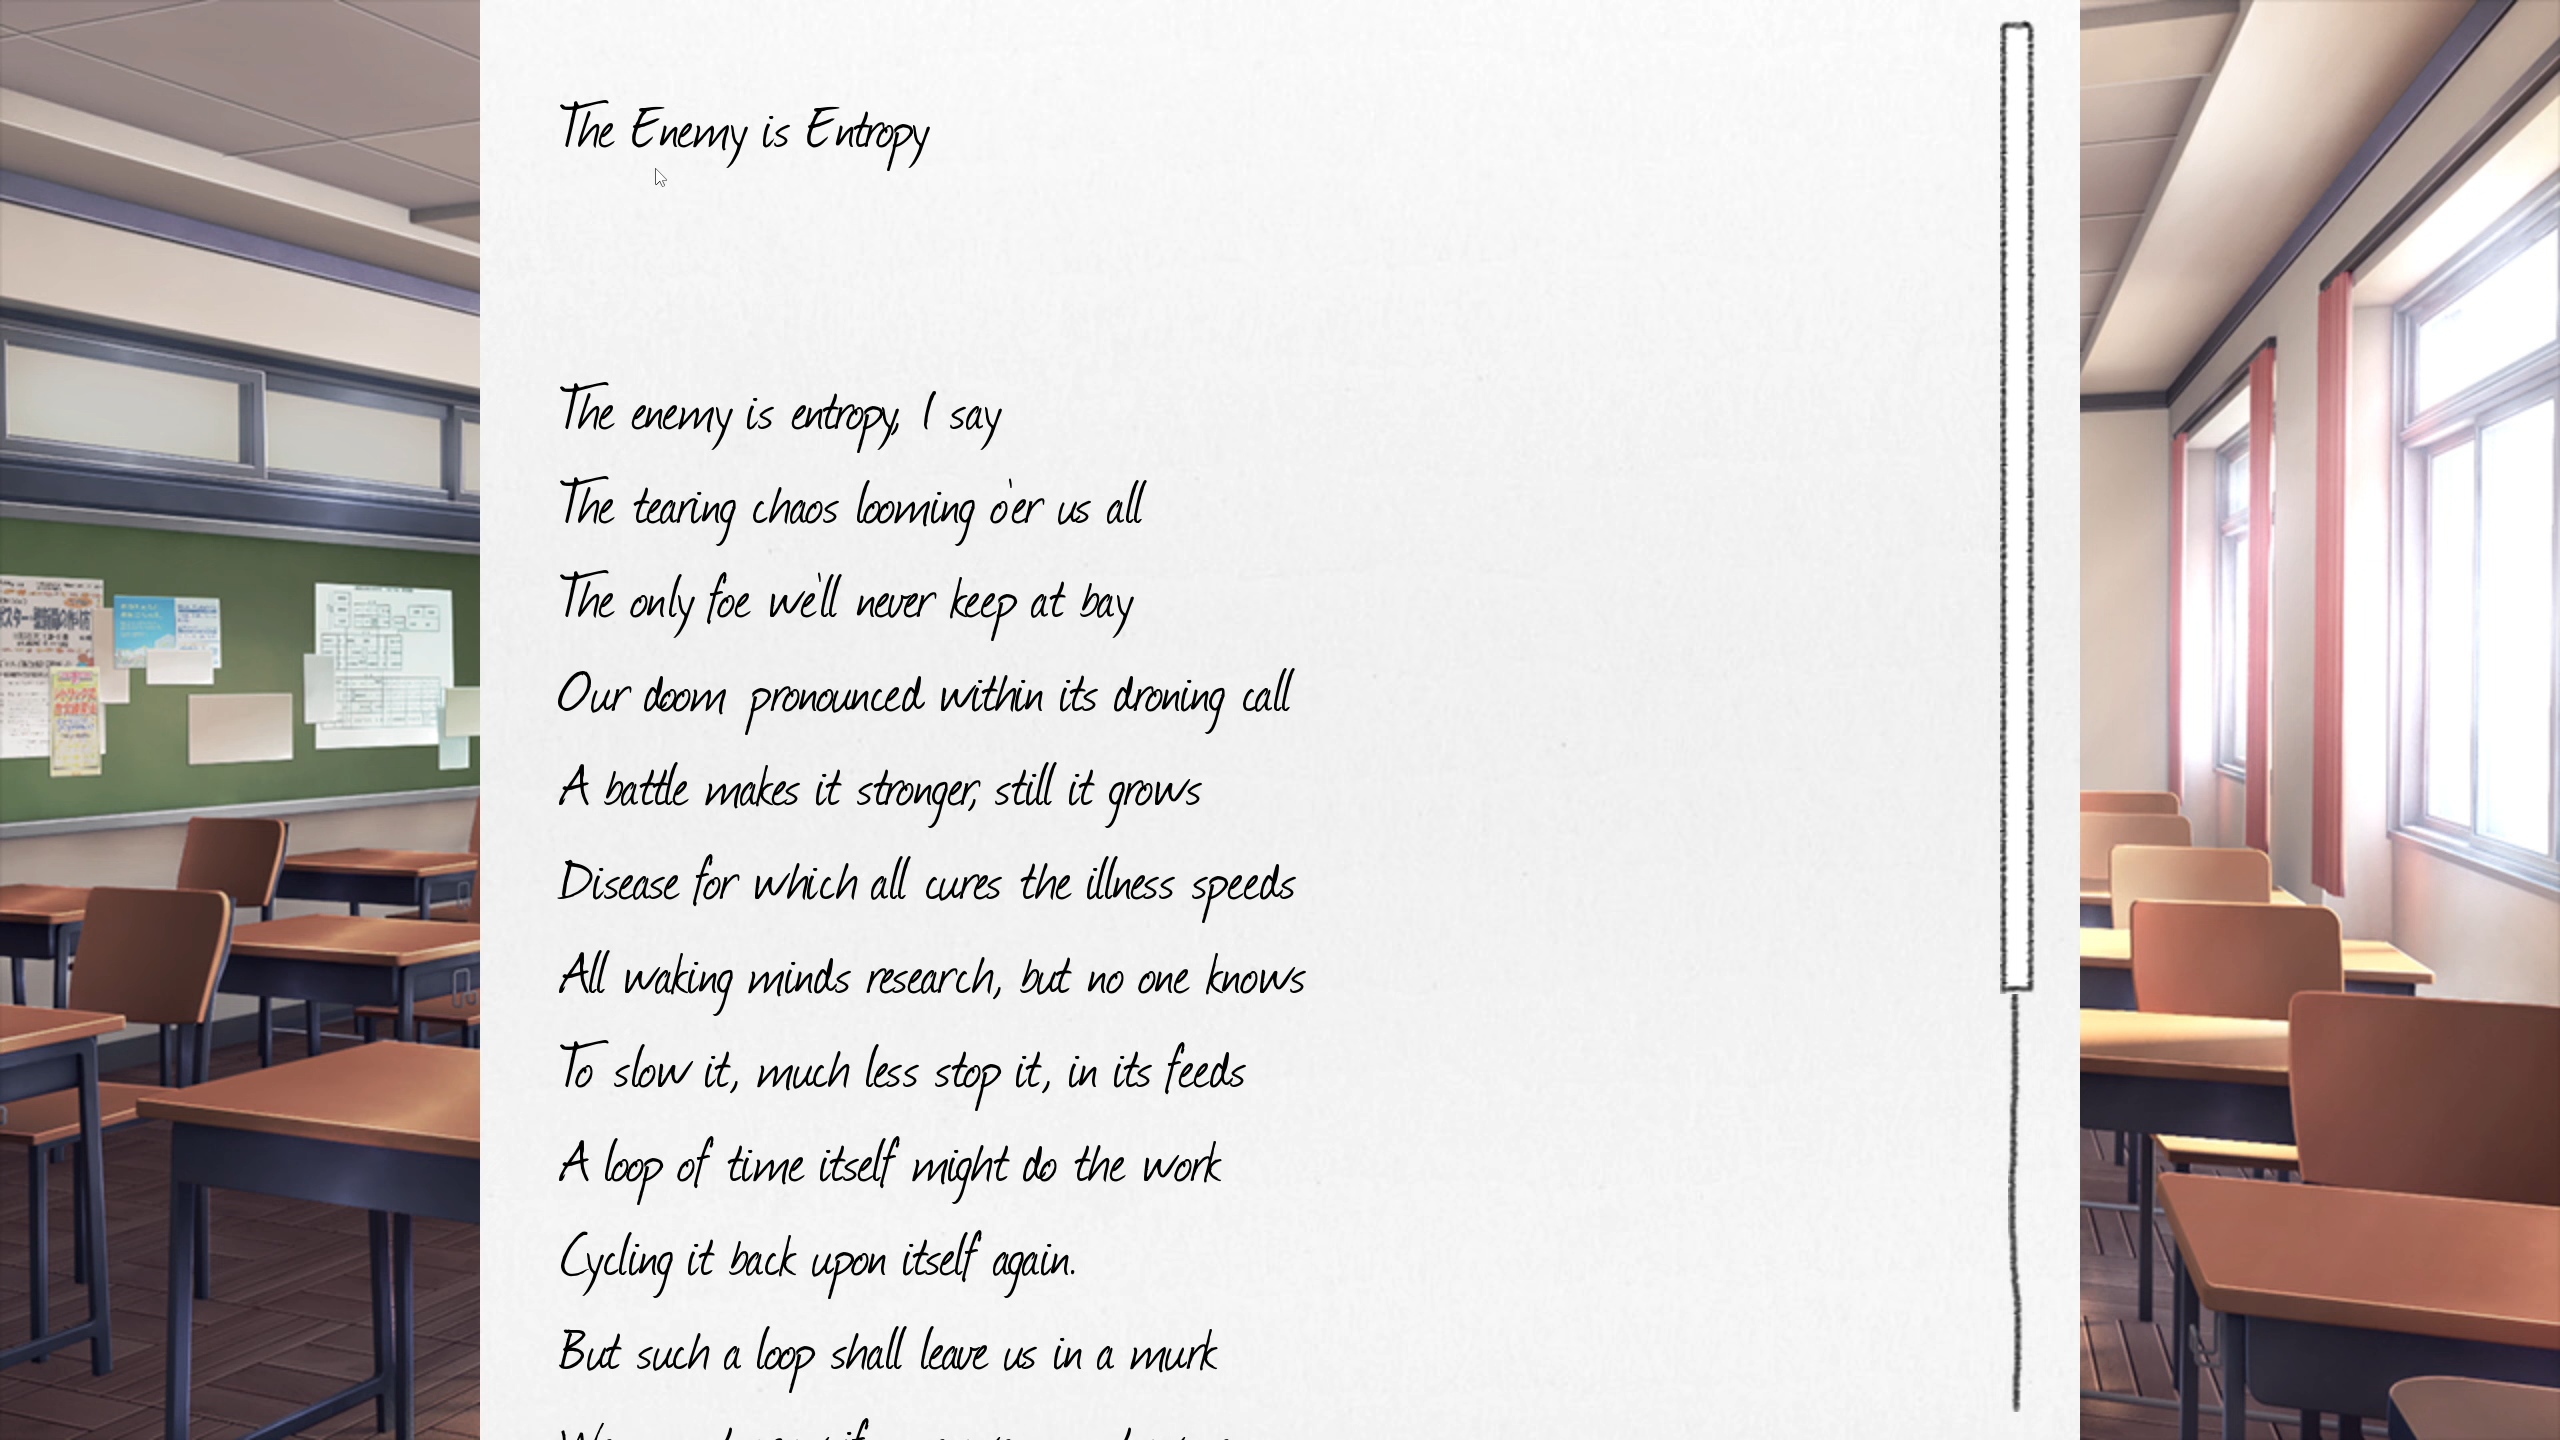 The Enemy is Entropy
The enemy is entropy, I say
The tearing chaos looming o'er us all
The only foe we'll never keep at bay
Our doom pronounced within its droning call
A battle makes it stronger, still it grows
Disease for which all cures the illness speeds
All waking minds research, but no one knows
To slow it, much less stop it, in its feeds
A loop of time itself might do the work
Cycling it back upon itself again.
But such a loop shall leave us in a murk